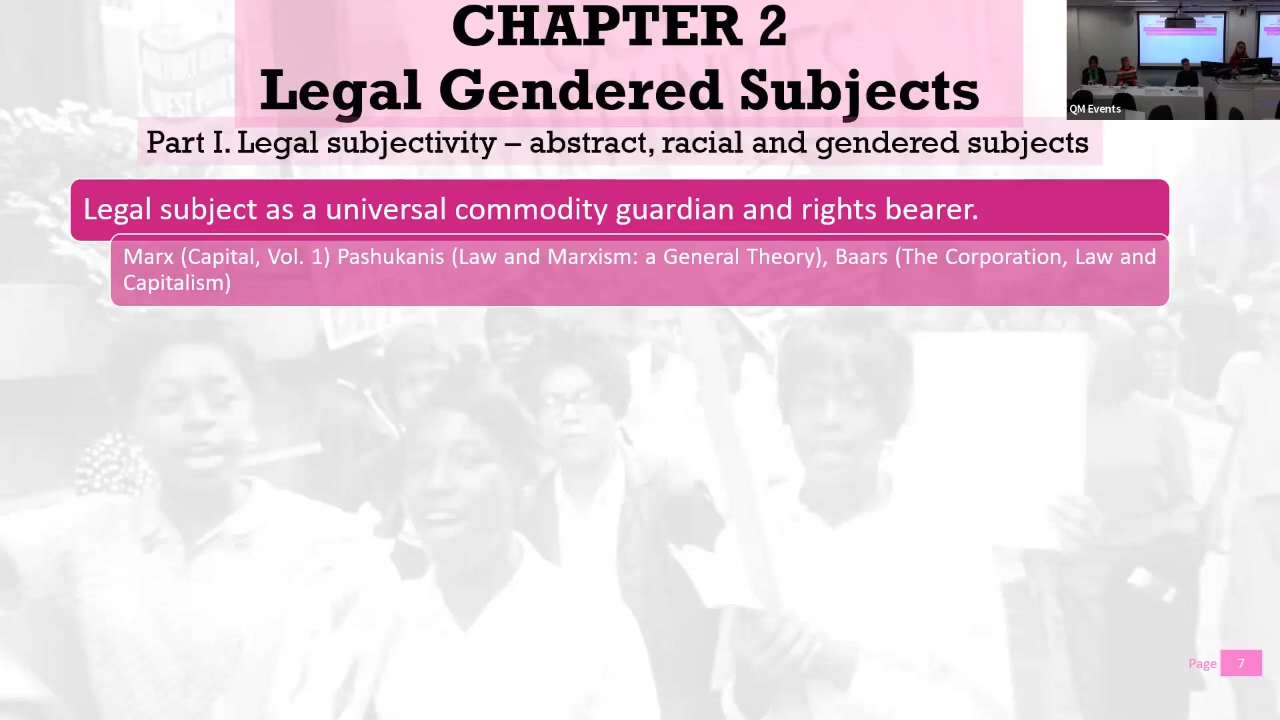 CHAPTER 2
Legal Gendered Subjects
Part I. Legal subjectivity – abstract, racial and gendered subjects
Legal subject as a universal commodity guardian and rights bearer.
Marx (Capital, Vol. 1) Pashukanis (Law and Marxism: a General Theory), Baars (The Corporation, Law and
Capitalism)
QM Events
Page 7